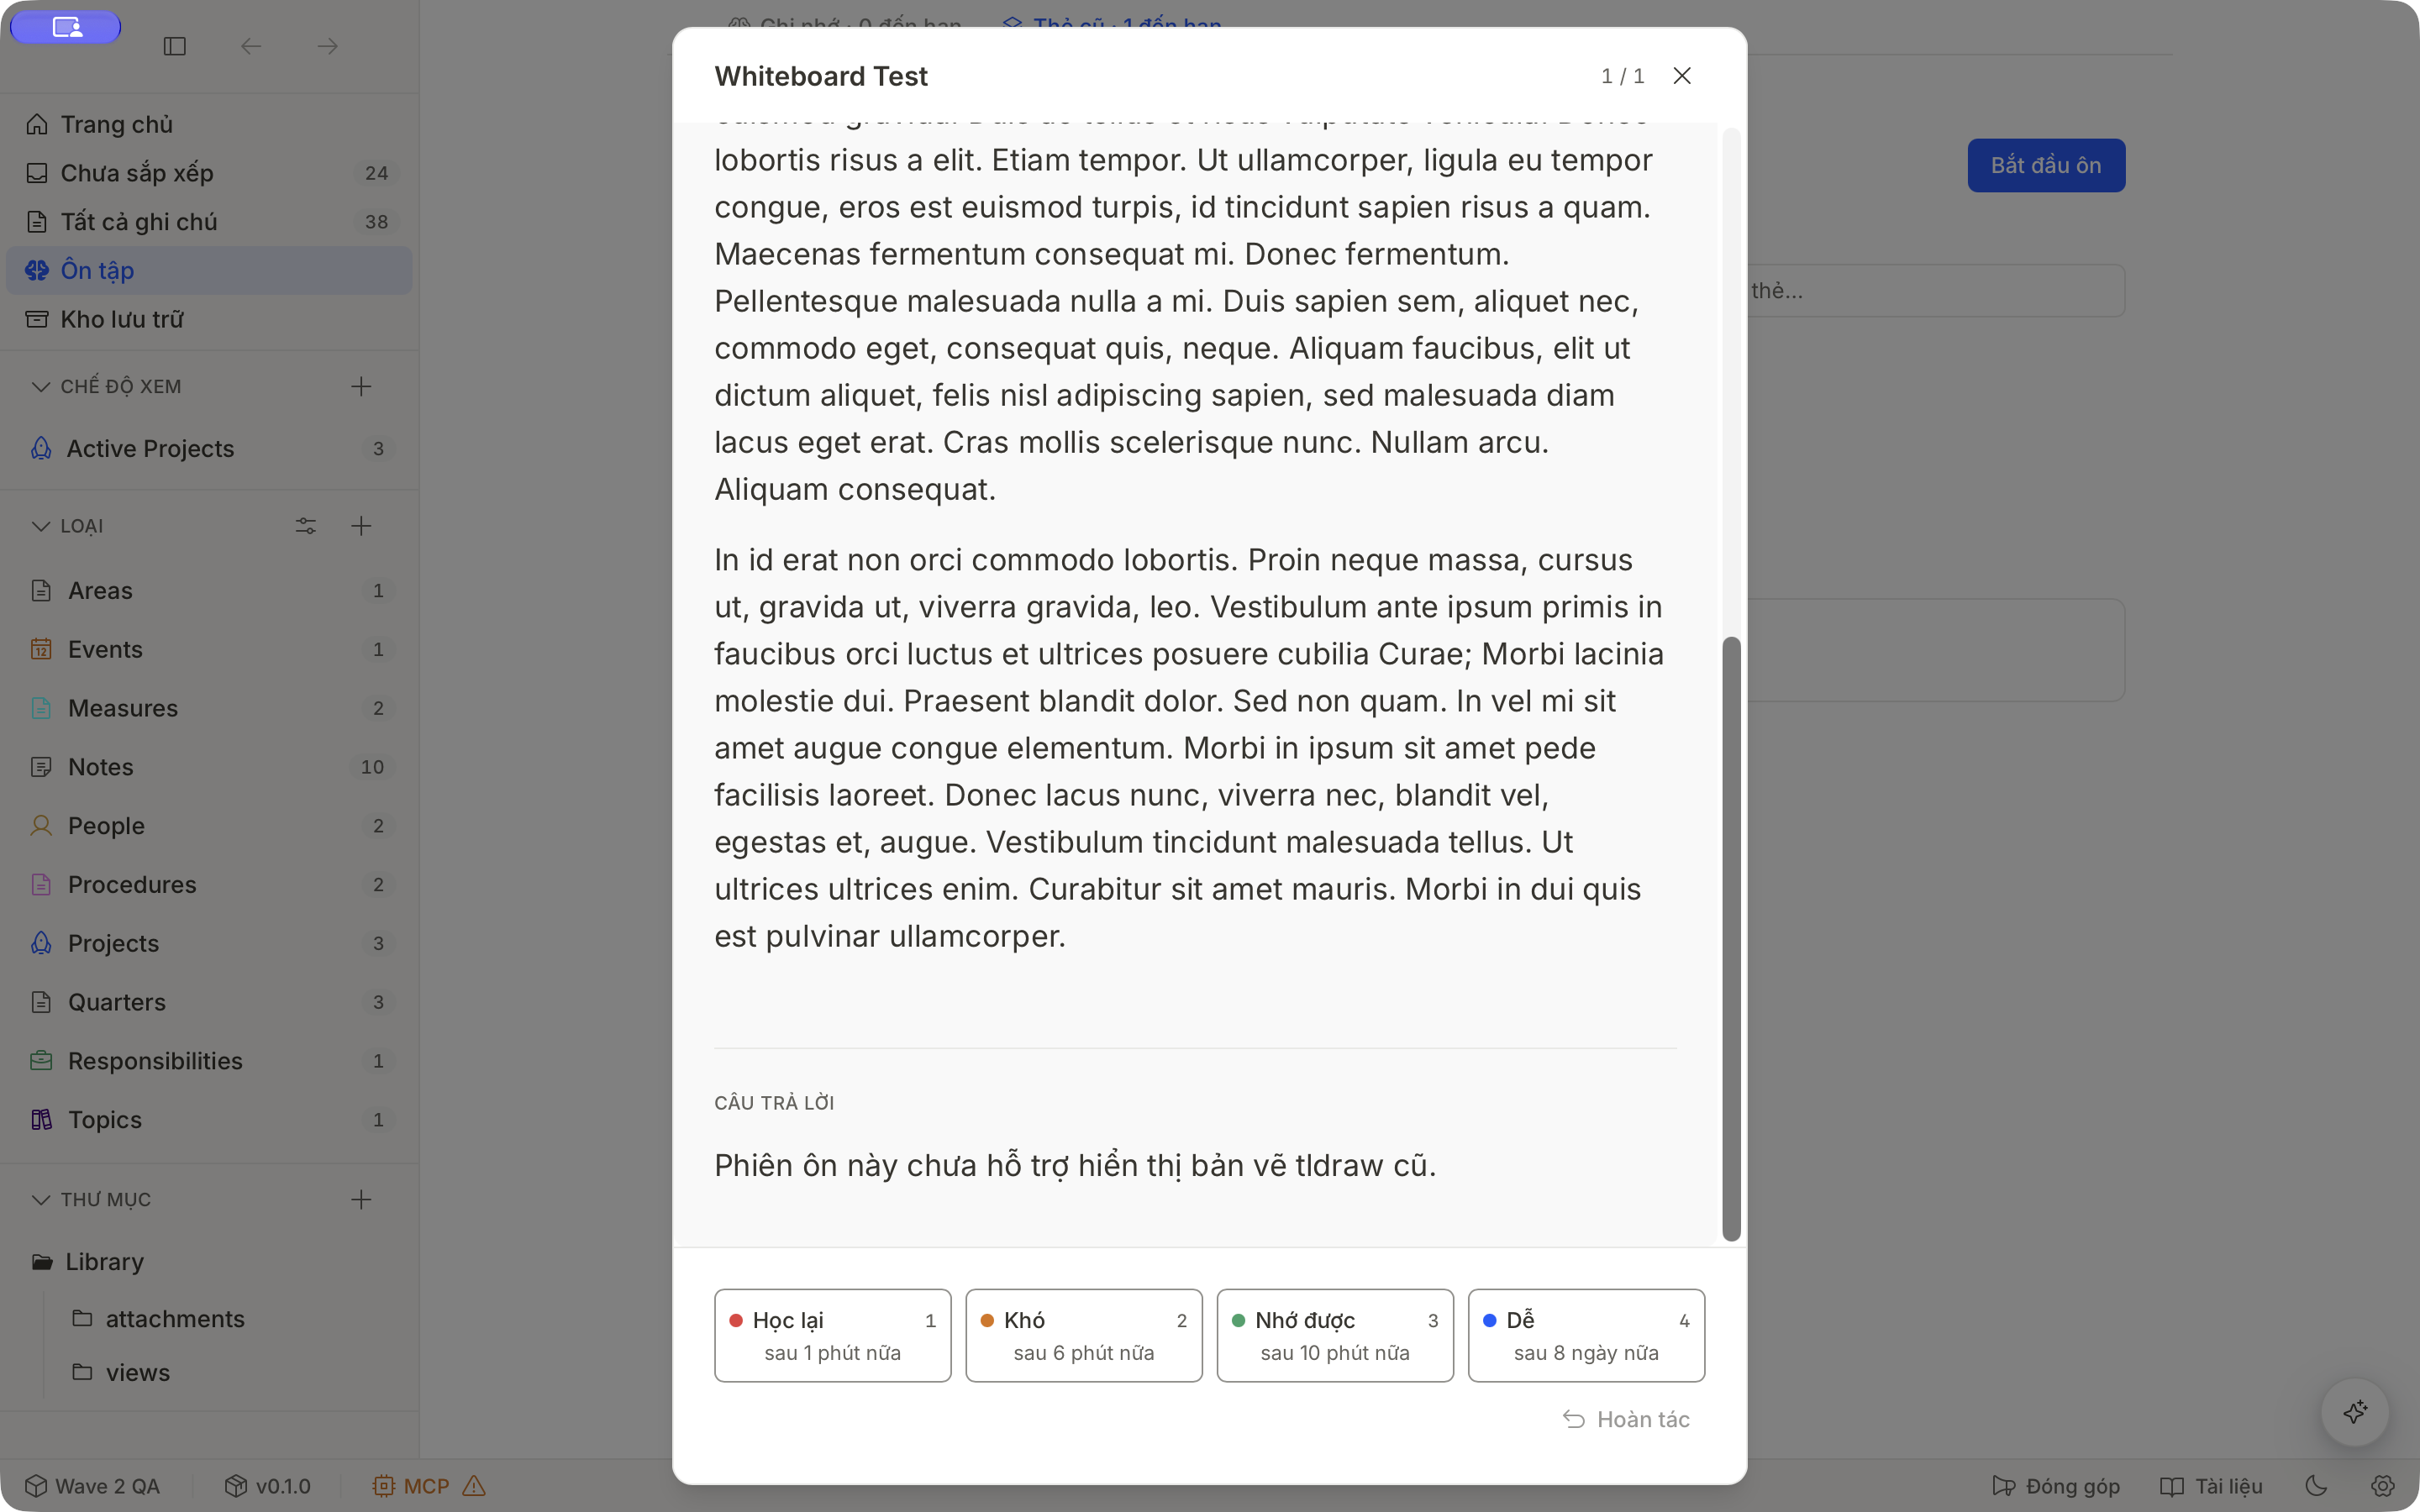 Trang chủ
Chưa sắp xếp 24
Tất cả ghi chú 38
Ôn tập
Kho lưu trữ
CHẾ ĐỘ XEM
Active Projects 3
LOẠI
Areas 1
Events 1
Measures 2
Notes 10
People 2
Procedures 2
Projects 3
Quarters 3
Responsibilities 1
Topics 1
THƯ MỤC
Library
attachments
views
Wave 2 QA
v0.1.0
MCP
Ghi nhớ · 0 đến hạn
Thẻ cũ · 1 đến hạn
Bắt đầu ôn
thẻ...
Whiteboard Test
1 / 1
lobortis risus a elit. Etiam tempor. Ut ullamcorper, ligula eu tempor
congue, eros est euismod turpis, id tincidunt sapien risus a quam.
Maecenas fermentum consequat mi. Donec fermentum.
Pellentesque malesuada nulla a mi. Duis sapien sem, aliquet nec,
commodo eget, consequat quis, neque. Aliquam faucibus, elit ut
dictum aliquet, felis nisl adipiscing sapien, sed malesuada diam
lacus eget erat. Cras mollis scelerisque nunc. Nullam arcu.
Aliquam consequat.
In id erat non orci commodo lobortis. Proin neque massa, cursus
ut, gravida ut, viverra gravida, leo. Vestibulum ante ipsum primis in
faucibus orci luctus et ultrices posuere cubilia Curae; Morbi lacinia
molestie dui. Praesent blandit dolor. Sed non quam. In vel mi sit
amet augue congue elementum. Morbi in ipsum sit amet pede
facilisis laoreet. Donec lacus nunc, viverra nec, blandit vel,
egestas et, augue. Vestibulum tincidunt malesuada tellus. Ut
ultrices ultrices enim. Curabitur sit amet mauris. Morbi in dui quis
est pulvinar ullamcorper.
CÂU TRẢ LỜI
Phiên ôn này chưa hỗ trợ hiển thị bản vẽ tldraw cũ.
Học lại 1
sau 1 phút nữa
Khó 2
sau 6 phút nữa
Nhớ được 3
sau 10 phút nữa
Dễ 4
sau 8 ngày nữa
Hoàn tác
Đóng góp
Tài liệu